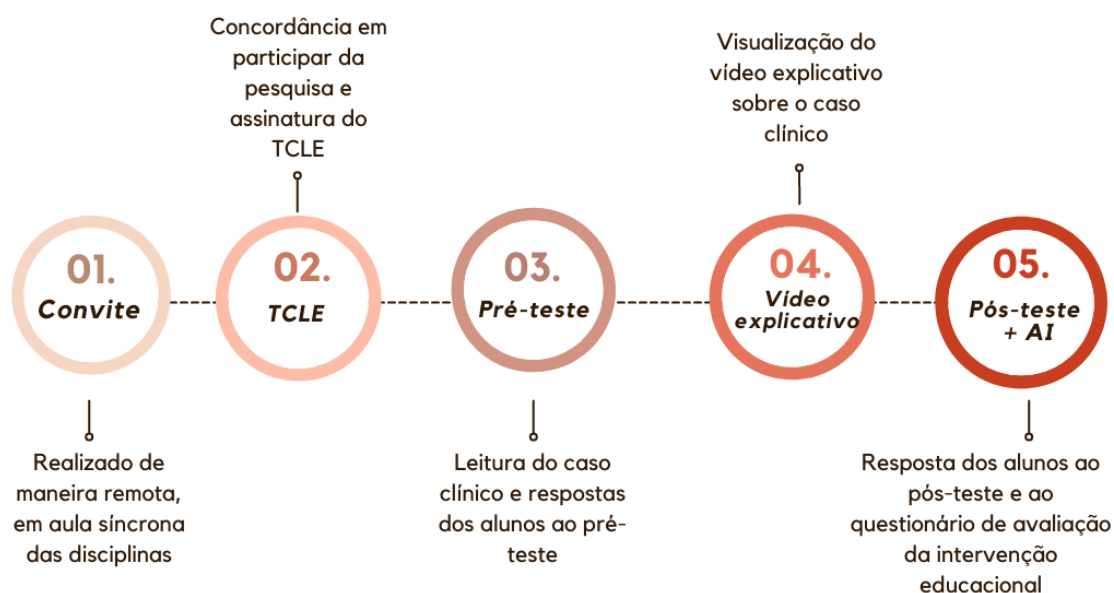 Concordância em
participar da
pesquisa e
assinatura do
TCLE
Visualização do
vídeo explicativo
sobre o caso
clínico
01.
Convite
02.
TCLE
03.
Pré-teste
04.
Vídeo
explicativo
05.
Pós-teste
+ AI
Realizado de
maneira remota,
em aula síncrona
das disciplinas
Leitura do caso
clínico e respostas
dos alunos ao pré-
teste
Resposta dos alunos ao
pós-teste e ao
questionário de avaliação
da intervenção
educacional